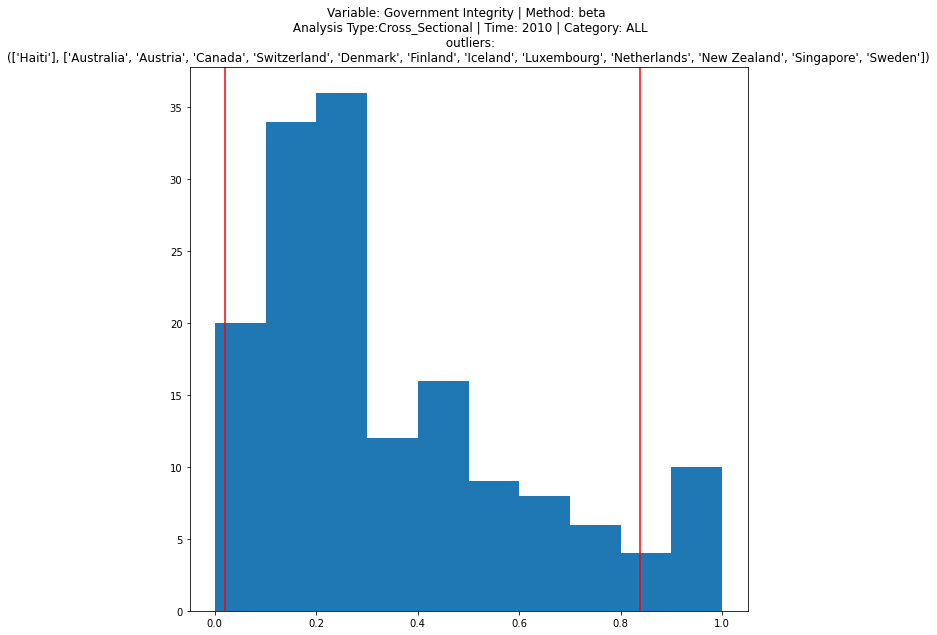 Variable: Government Integrity | Method: beta
Analysis Type:Cross_Sectional | Time: 2010 | Category: ALL
outliers:
(['Haiti'], ['Australia', 'Austria', 'Canada', 'Switzerland', 'Denmark', 'Finland', 'Iceland', 'Luxembourg', 'Netherlands', 'New Zealand', 'Singapore', 'Sweden'])
35
30
25
20
15
10
5
0
0.0 0.2 0.4 0.6 0.8 1.0